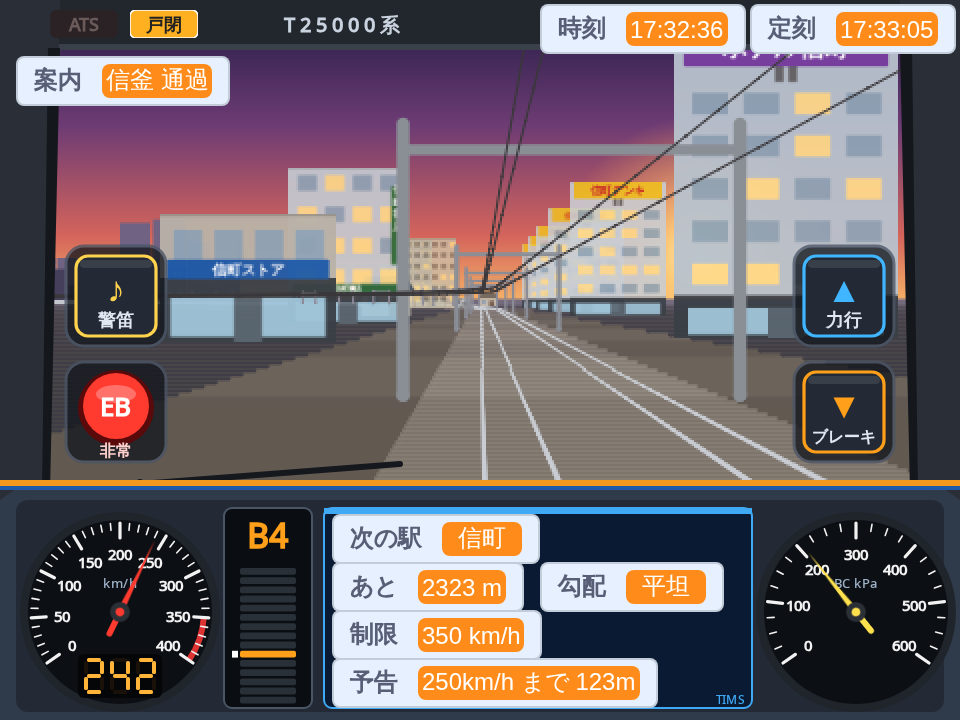 ATS
戸閉
T25000系
時刻 17:32:36
定刻 17:33:05
案内 信釜 通過
信町ストア
♪
警笛
EB
非常
▲
力行
▼
ブレーキ
0 50 100 150 200 250 300 350 400
km/h
242
B4
次の駅 信町
あと 2323 m
勾配 平坦
制限 350 km/h
予告 250km/h まで 123m
TIMS
0 100 200 300 400 500 600
BC kPa